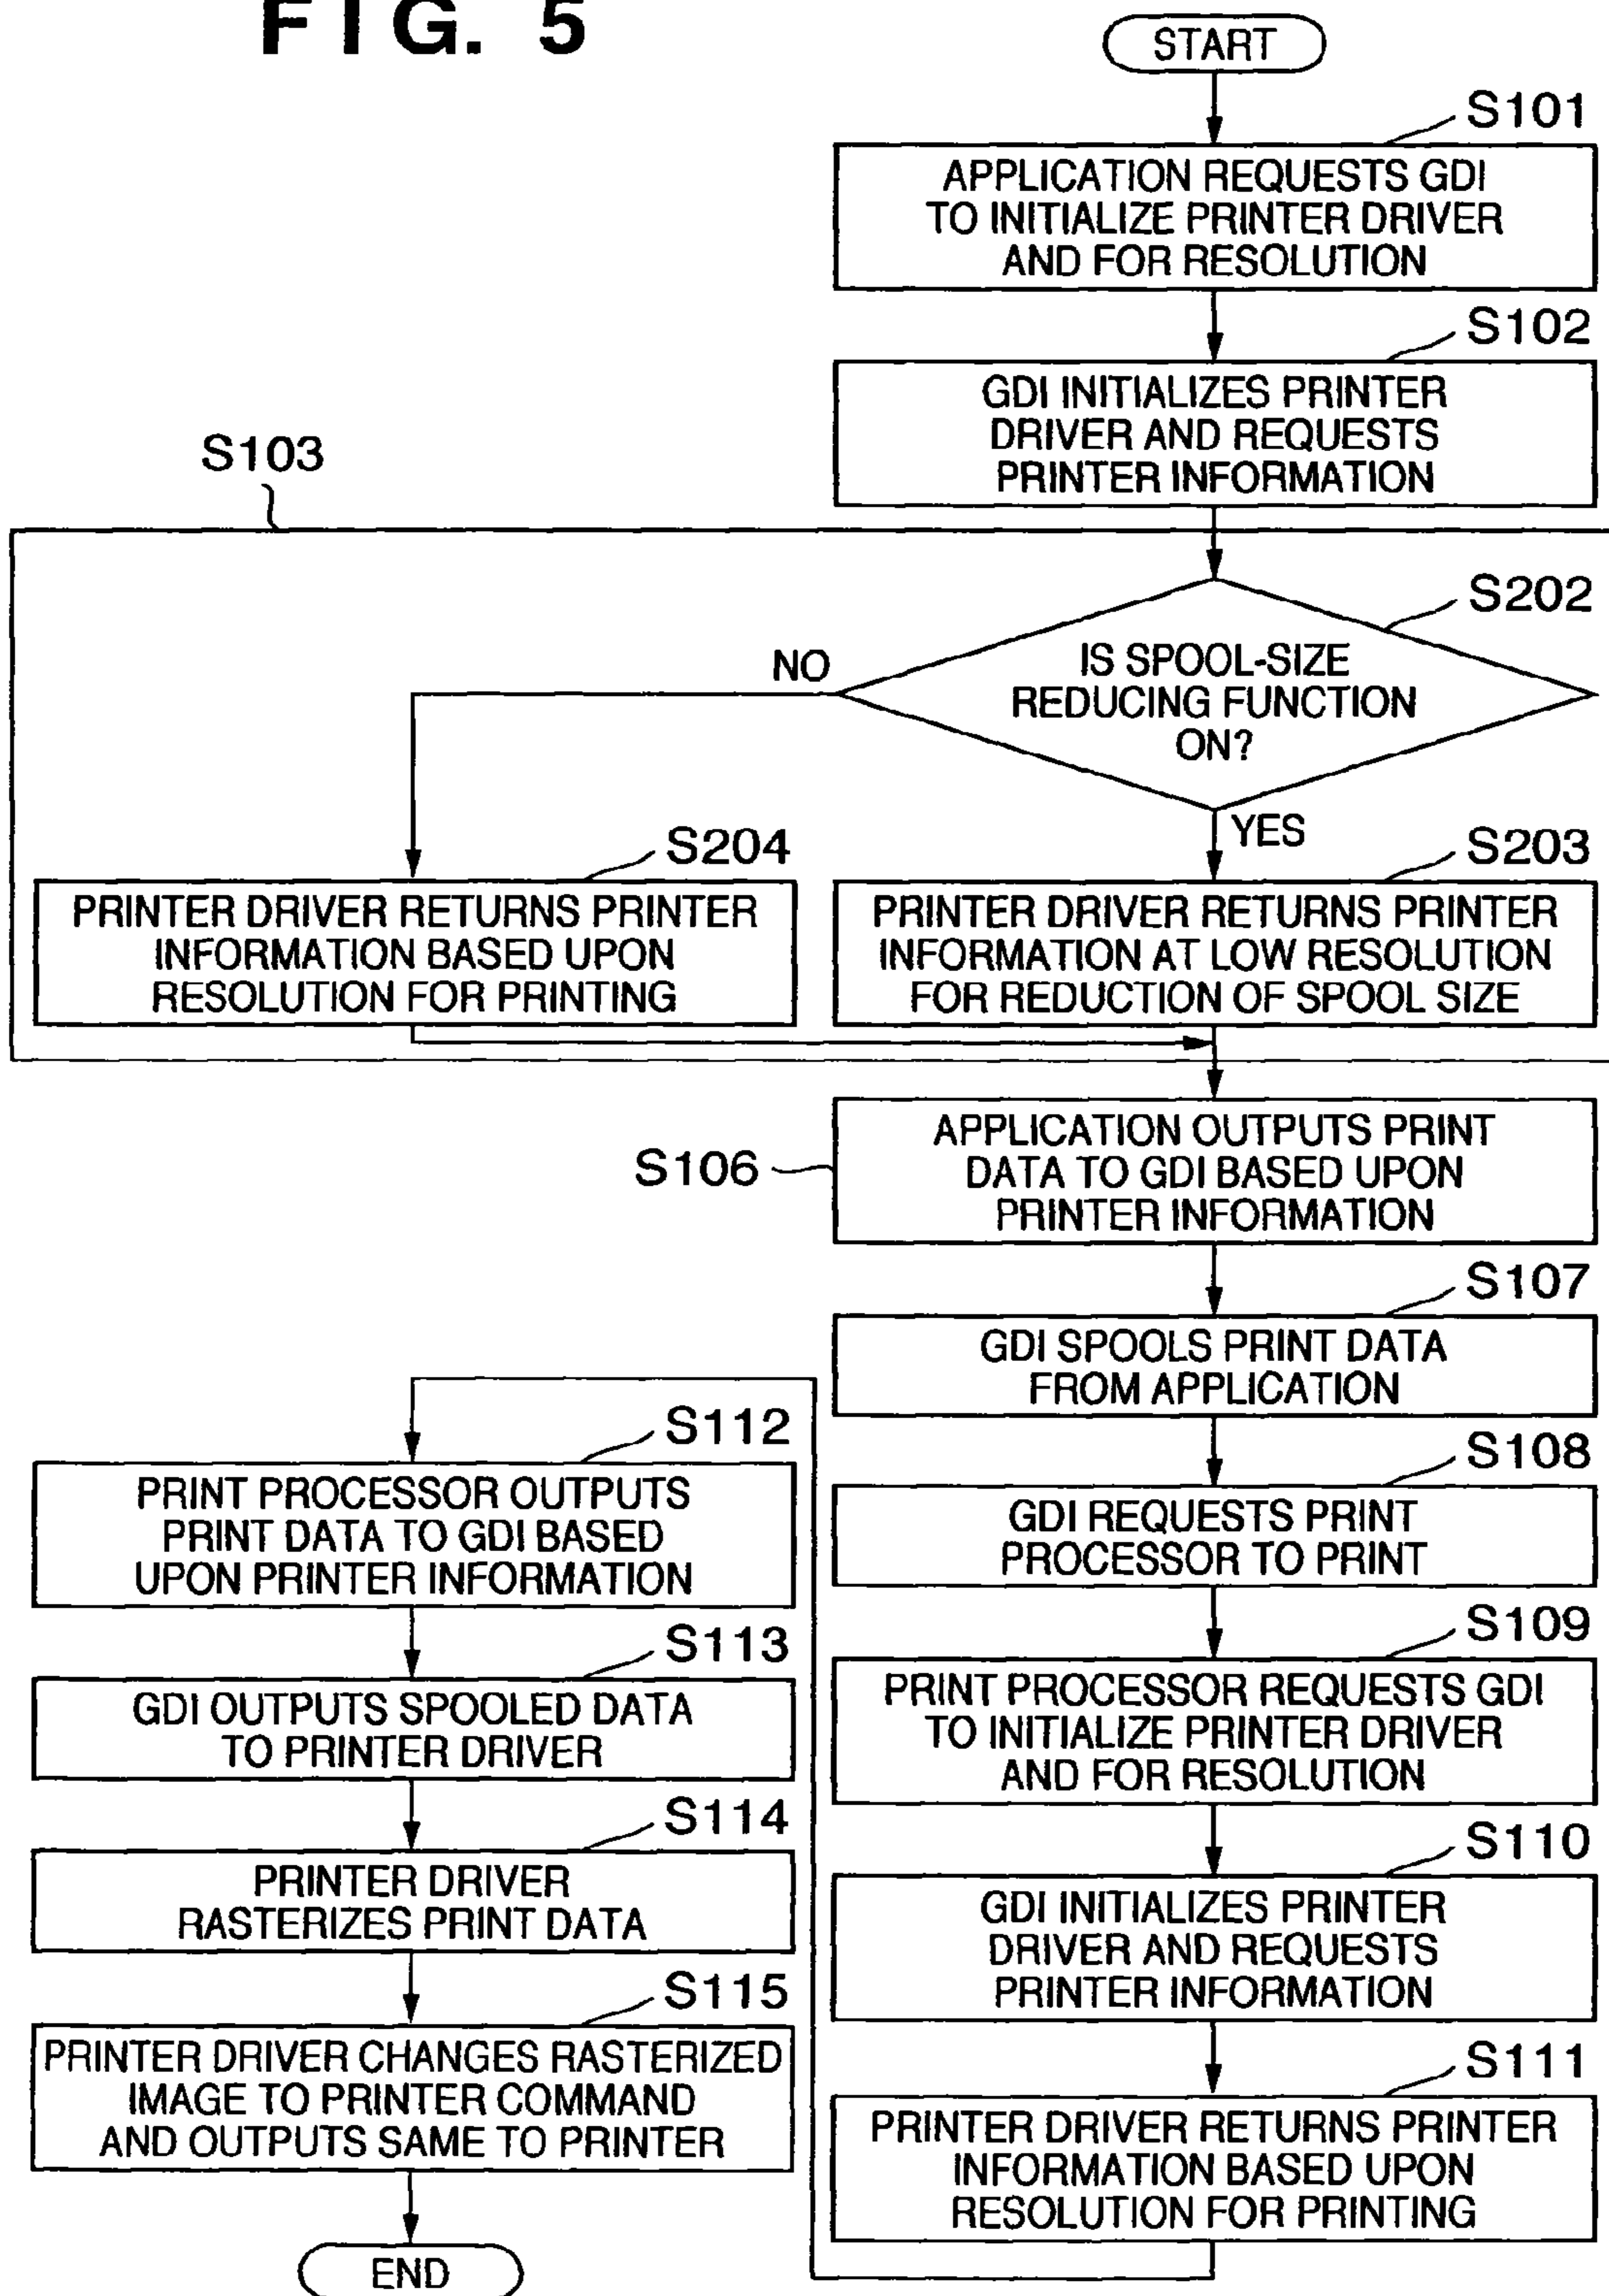 FIG. 5
START
S101
APPLICATION REQUESTS GDI
TO INITIALIZE PRINTER DRIVER
AND FOR RESOLUTION
S102
GDI INITIALIZES PRINTER
DRIVER AND REQUESTS
PRINTER INFORMATION
S103
S202
IS SPOOL-SIZE
REDUCING FUNCTION
ON?
NO
YES
S204
PRINTER DRIVER RETURNS PRINTER
INFORMATION BASED UPON
RESOLUTION FOR PRINTING
S203
PRINTER DRIVER RETURNS PRINTER
INFORMATION AT LOW RESOLUTION
FOR REDUCTION OF SPOOL SIZE
S106
APPLICATION OUTPUTS PRINT
DATA TO GDI BASED UPON
PRINTER INFORMATION
S107
GDI SPOOLS PRINT DATA
FROM APPLICATION
S108
GDI REQUESTS PRINT
PROCESSOR TO PRINT
S109
PRINT PROCESSOR REQUESTS GDI
TO INITIALIZE PRINTER DRIVER
AND FOR RESOLUTION
S110
GDI INITIALIZES PRINTER
DRIVER AND REQUESTS
PRINTER INFORMATION
S111
PRINTER DRIVER RETURNS PRINTER
INFORMATION BASED UPON
RESOLUTION FOR PRINTING
S112
PRINT PROCESSOR OUTPUTS
PRINT DATA TO GDI BASED
UPON PRINTER INFORMATION
S113
GDI OUTPUTS SPOOLED DATA
TO PRINTER DRIVER
S114
PRINTER DRIVER
RASTERIZES PRINT DATA
S115
PRINTER DRIVER CHANGES RASTERIZED
IMAGE TO PRINTER COMMAND
AND OUTPUTS SAME TO PRINTER
END